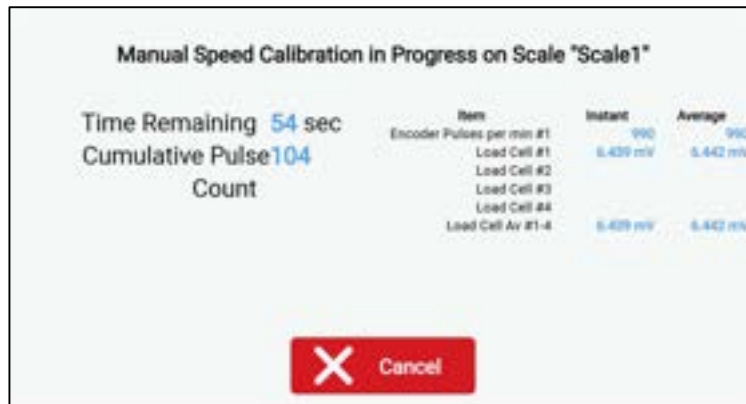 Manual Speed Calibration in Progress on Scale "Scale1"
Time Remaining 54 sec
Cumulative Pulse104
Count
Item Instant Average
Encoder Pulses per min #1 990 990
Load Cell #1 6.439 mV 6.442 mV
Load Cell #2
Load Cell #3
Load Cell #4
Load Cell Av #1-4 6.439 mV 6.442 mV
Cancel